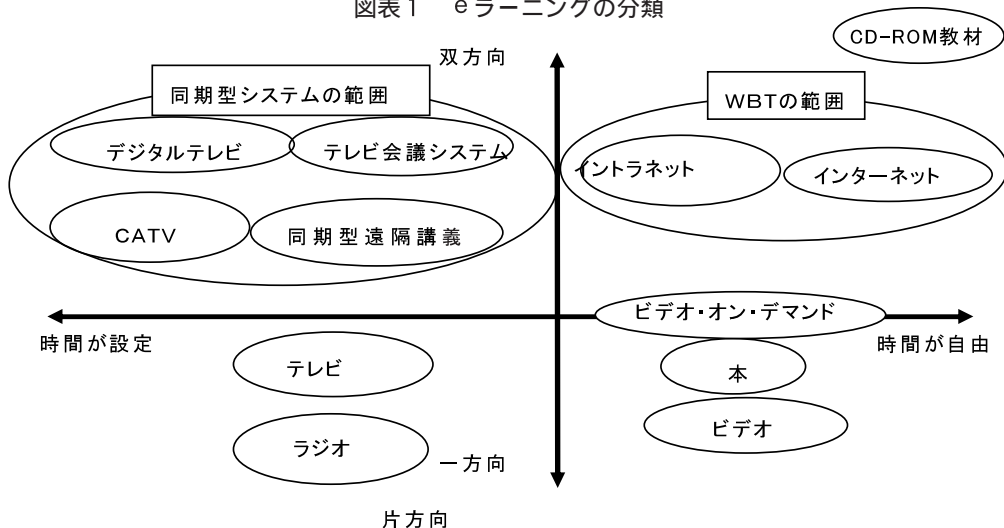 図表1 eラーニングの分類
CD-ROM教材
双方向
同期型システムの範囲
WBTの範囲
デジタルテレビ
テレビ会議システム
イントラネット
インターネット
CATV
同期型遠隔講義
ビデオ・オン・デマンド
時間が設定
時間が自由
テレビ
本
ビデオ
ラジオ
一方向
片方向